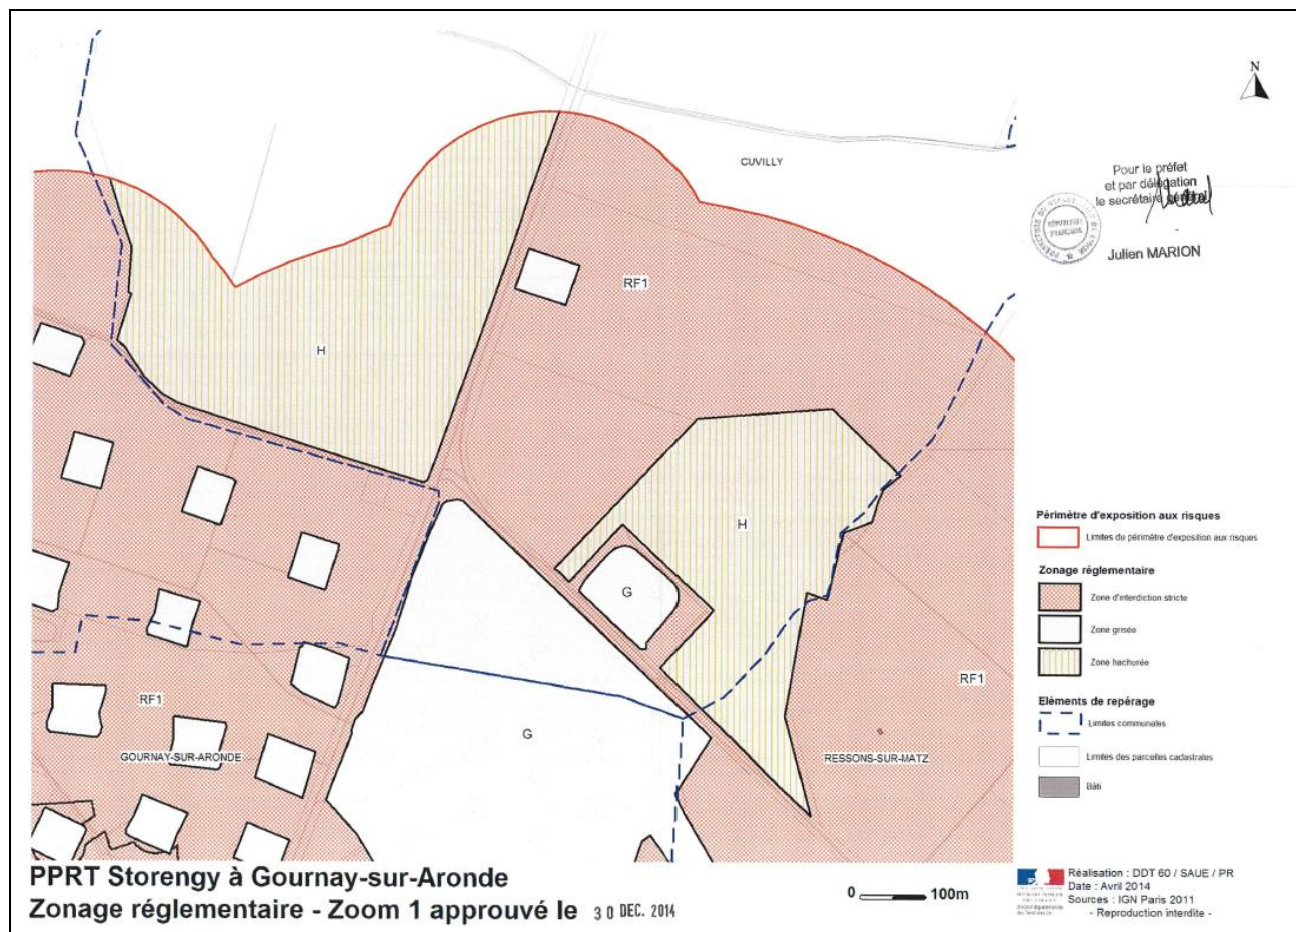 N
CUVILLY
Pour le préfet
et par délégation
le secrétaire général
RÉPUBLIQUE
FRANÇAISE
Julien MARION
RF1
H
H
G
RF1
RF1
G
GOURNAY-SUR-ARONDE
RESSONS-SUR-MATZ
Périmètre d'exposition aux risques
Limites du périmètre d'exposition aux risques
Zonage réglementaire
Zone d'interdiction stricte
Zone grisée
Zone hachurée
Eléments de repérage
Limites communales
Limites des parcelles cadastrales
Bâti
PPRT Storengy à Gournay-sur-Aronde
Zonage réglementaire - Zoom 1 approuvé le 30 DEC. 2014
0 100m
Réalisation : DDT 60 / SAUE / PR
Date : Avril 2014
Sources : IGN Paris 2011
- Reproduction interdite -